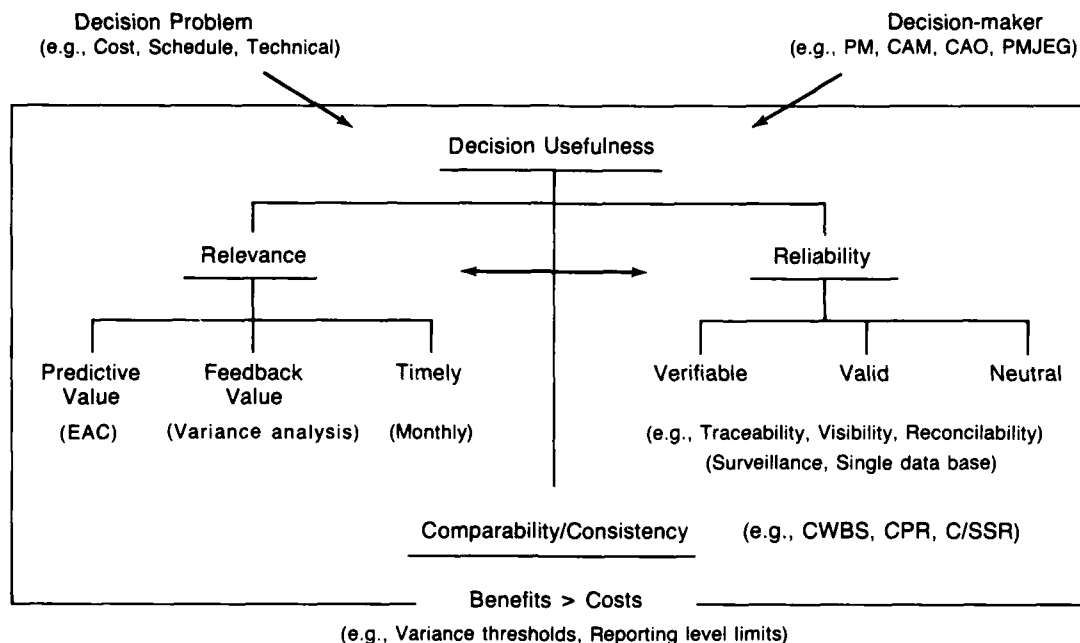 Decision Problem
(e.g., Cost, Schedule, Technical)
Decision-maker
(e.g., PM, CAM, CAO, PMJEG)
Decision Usefulness
Relevance
Reliability
Predictive
Value
(EAC)
Feedback
Value
(Variance analysis)
Timely
(Monthly)
Verifiable
Valid
Neutral
(e.g., Traceability, Visibility, Reconcilability)
(Surveillance, Single data base)
Comparability/Consistency
(e.g., CWBS, CPR, C/SSR)
Benefits > Costs
(e.g., Variance thresholds, Reporting level limits)